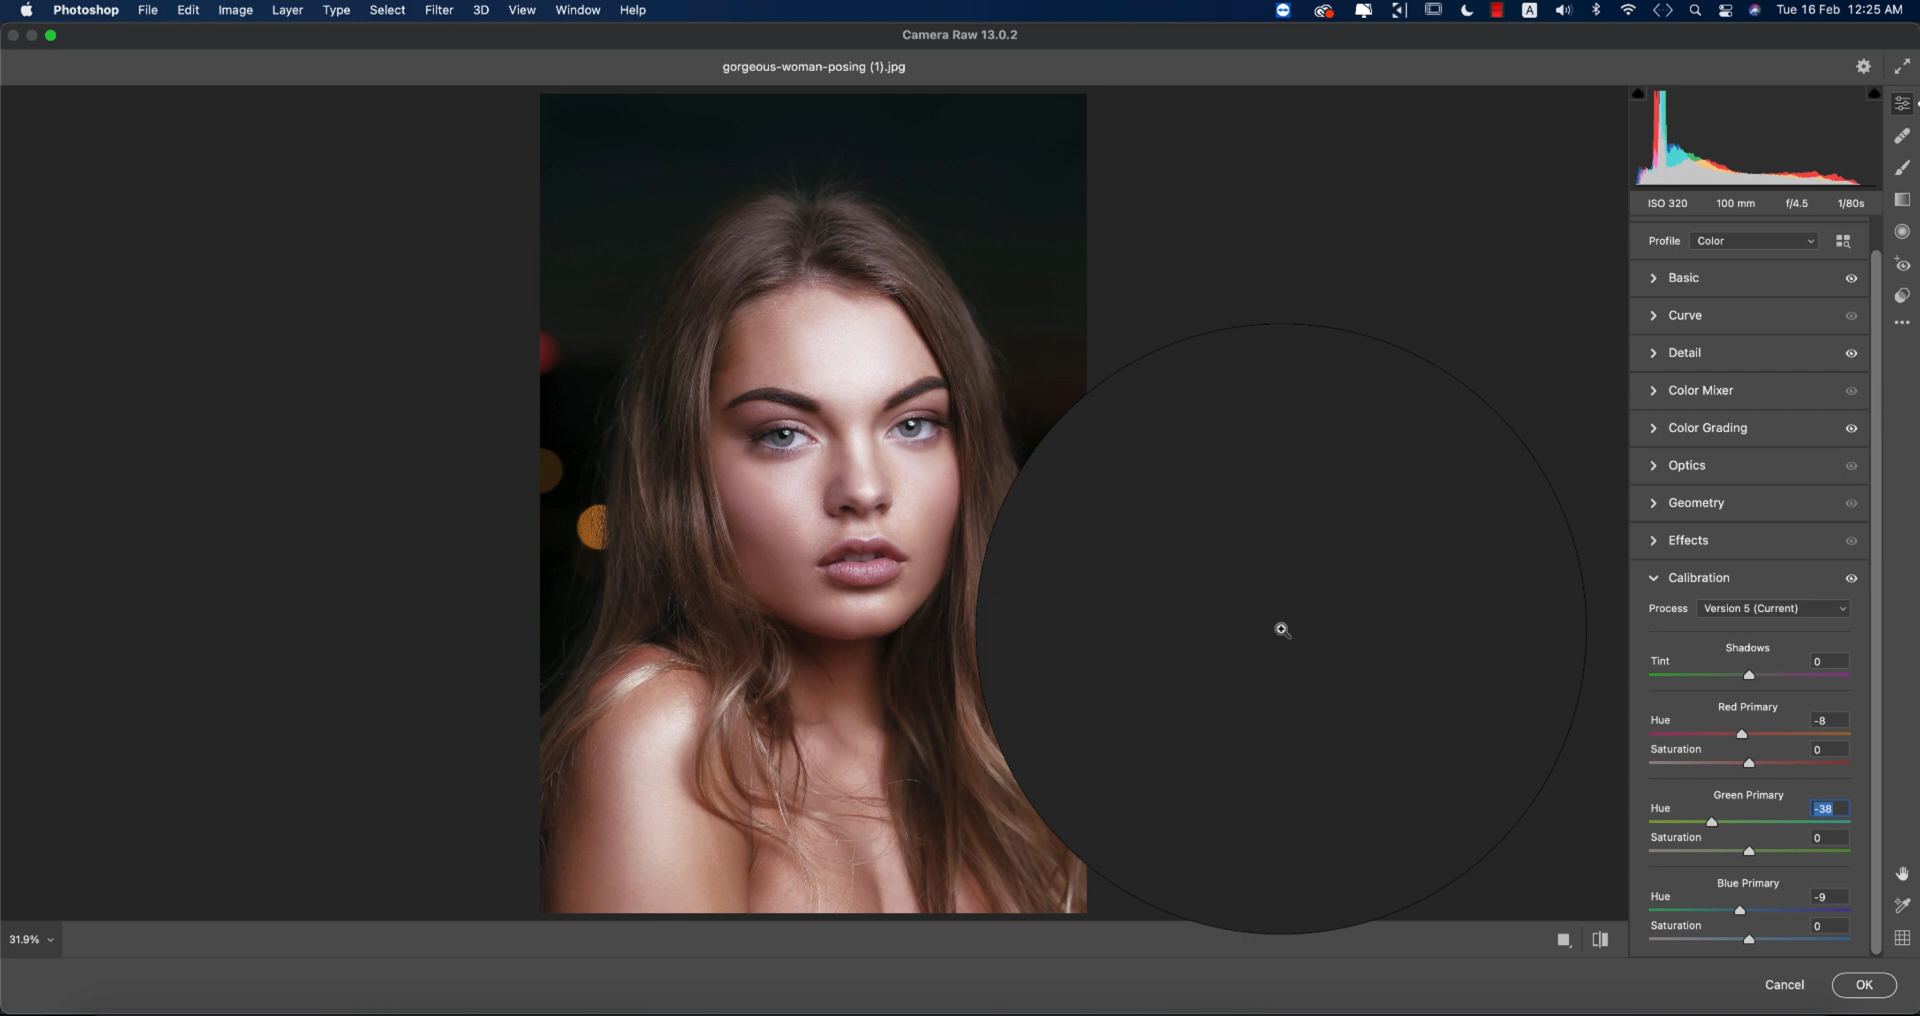 Photoshop File Edit Image Layer Type Select Filter 3D View Window Help
A Tue 16 Feb 12:25 AM
Camera Raw 13.0.2
gorgeous-woman-posing (1).jpg
ISO 320 100 mm f/4.5 1/80s
Profile Color
Basic
Curve
Detail
Color Mixer
Color Grading
Optics
Geometry
Effects
Calibration
Process Version 5 (Current)
Shadows
Tint 0
Red Primary
Hue -8
Saturation 0
Green Primary
Hue -38
Saturation 0
Blue Primary
Hue -9
Saturation 0
31.9%
Cancel OK